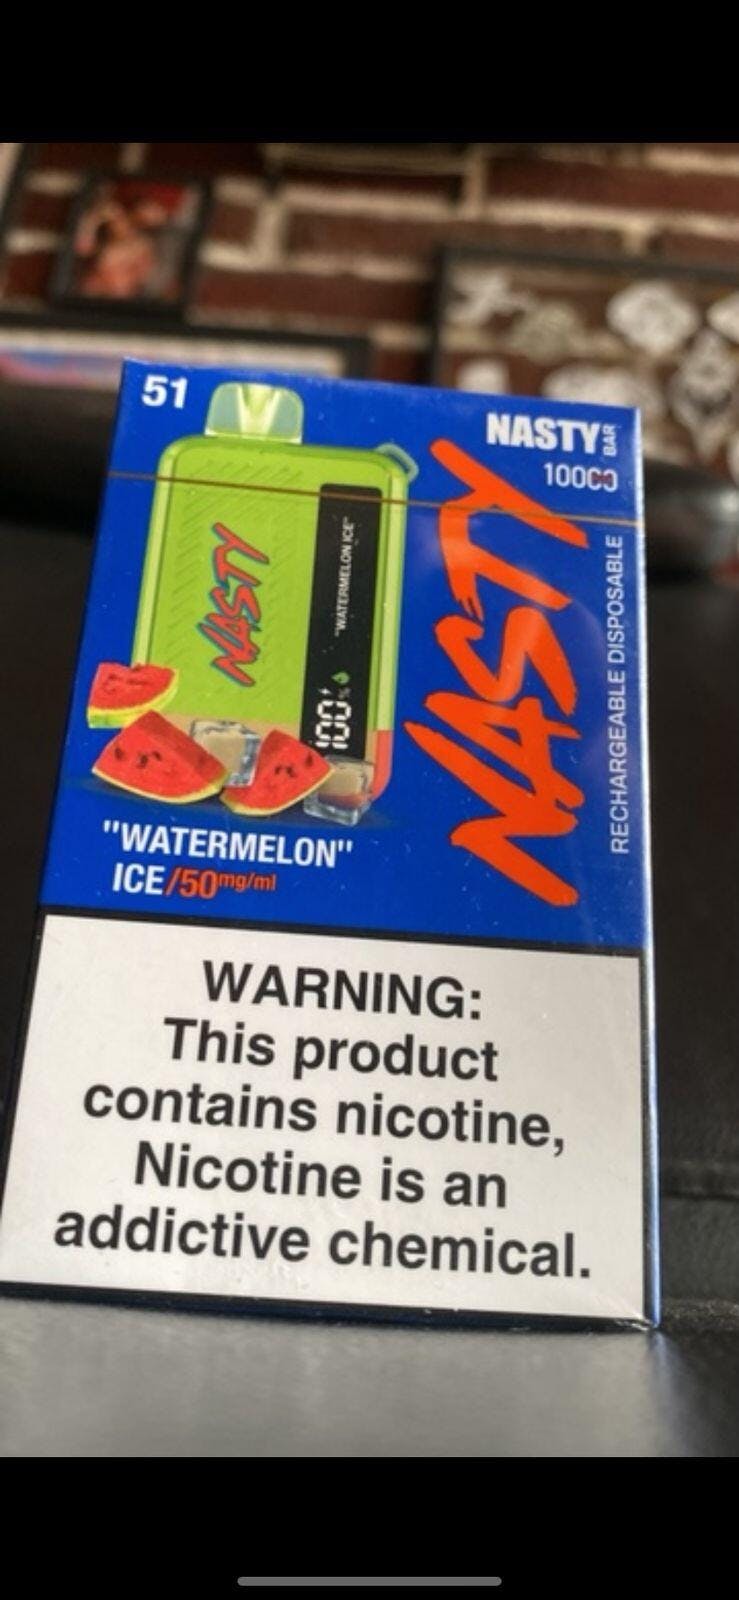 51
NASTY BAR
10000
NASTY
RECHARGEABLE DISPOSABLE
NASTY
"WATERMELON ICE"
100%
"WATERMELON"
ICE/50mg/ml
WARNING:
This product
contains nicotine,
Nicotine is an
addictive chemical.